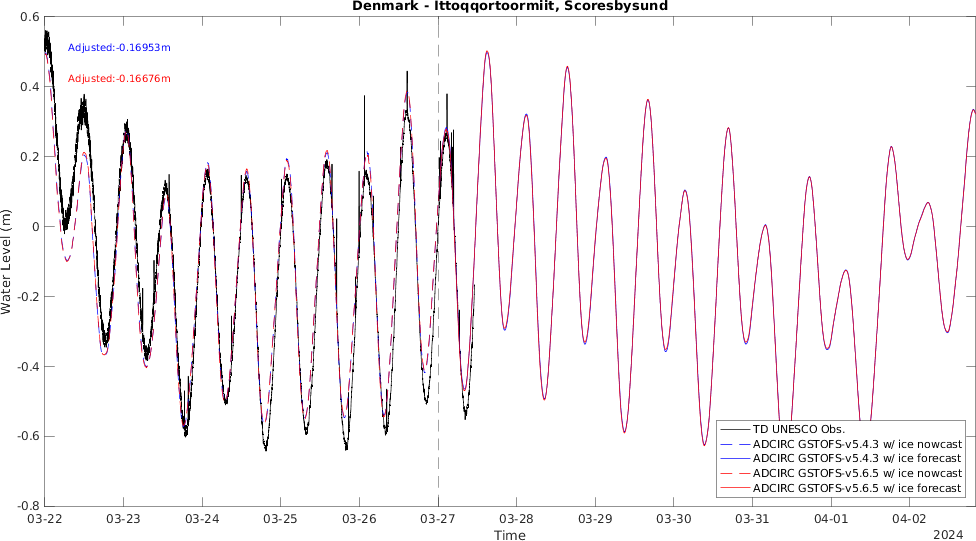 Denmark - Ittoqqortoormiit, Scoresbysund
Adjusted:-0.16953m
Adjusted:-0.16676m
Water Level (m)
0.6
0.4
0.2
0
-0.2
-0.4
-0.6
-0.8
TD UNESCO Obs.
ADCIRC GSTOFS-v5.4.3 w/ ice nowcast
ADCIRC GSTOFS-v5.4.3 w/ ice forecast
ADCIRC GSTOFS-v5.6.5 w/ ice nowcast
ADCIRC GSTOFS-v5.6.5 w/ ice forecast
03-22 03-23 03-24 03-25 03-26 03-27 03-28 03-29 03-30 03-31 04-01 04-02
Time
2024